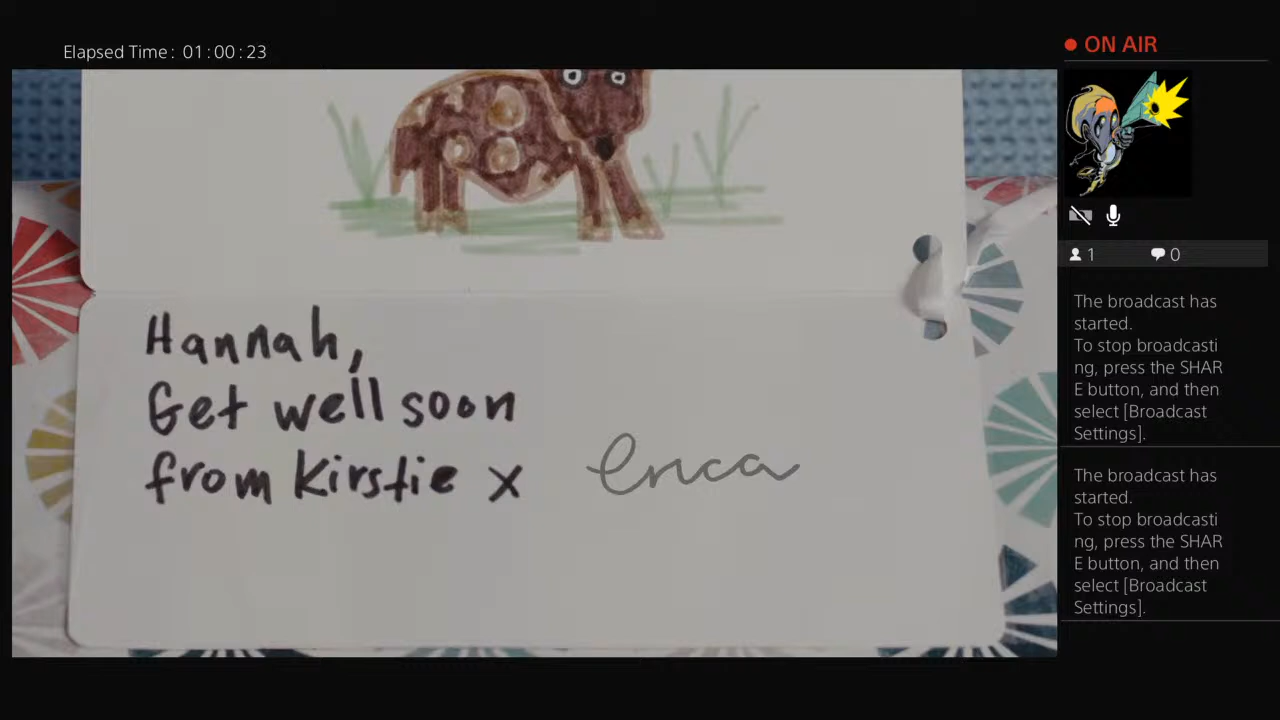 Elapsed Time: 01:00:23
ON AIR
1 0
Hannah,
Get well soon
from Kirstie x erica
The broadcast has
started.
To stop broadcasti
ng, press the SHAR
E button, and then
select [Broadcast
Settings].
The broadcast has
started.
To stop broadcasti
ng, press the SHAR
E button, and then
select [Broadcast
Settings].